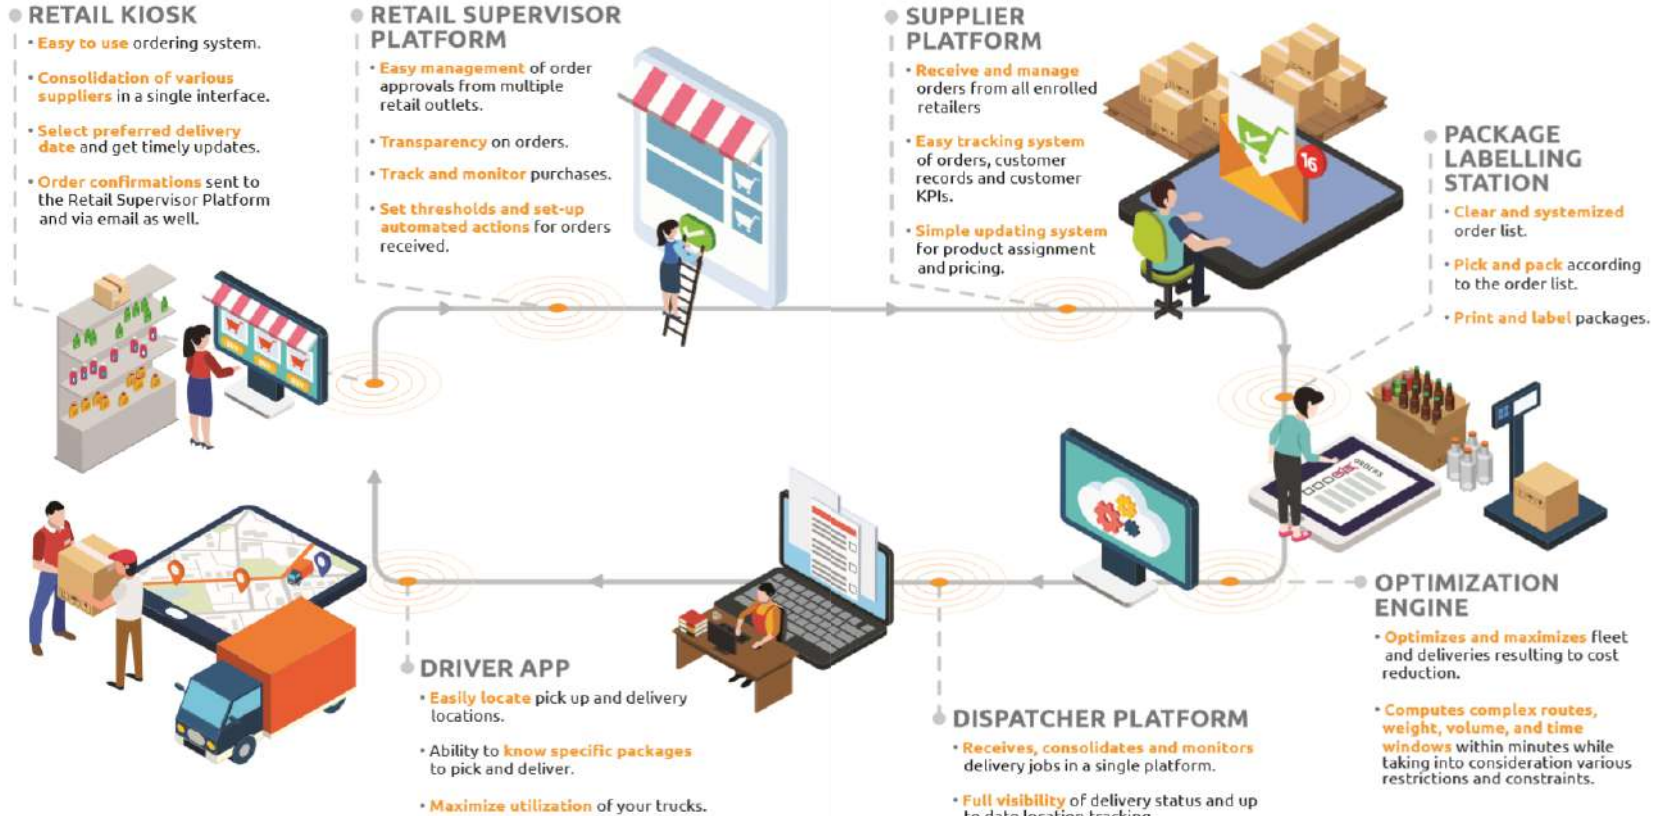 RETAIL KIOSK
• Easy to use ordering system.
• Consolidation of various
suppliers in a single interface.
• Select preferred delivery
date and get timely updates.
• Order confirmations sent to
the Retail Supervisor Platform
and via email as well.
RETAIL SUPERVISOR
PLATFORM
• Easy management of order
approvals from multiple
retail outlets.
• Transparency on orders.
• Track and monitor purchases.
• Set thresholds and set-up
automated actions for orders
received.
SUPPLIER
PLATFORM
• Receive and manage
orders from all enrolled
retailers
• Easy tracking system
of orders, customer
records and customer
KPIs.
• Simple updating system
for product assignment
and pricing.
16
PACKAGE
LABELLING
STATION
• Clear and systemized
order list.
• Pick and pack according
to the order list.
• Print and label packages.
ORDERS
OPTIMIZATION
ENGINE
• Optimizes and maximizes fleet
and deliveries resulting to cost
reduction.
• Computes complex routes,
weight, volume, and time
windows within minutes while
taking into consideration various
restrictions and constraints.
DISPATCHER PLATFORM
• Receives, consolidates and monitors
delivery jobs in a single platform.
• Full visibility of delivery status and up
to date location tracking
DRIVER APP
• Easily locate pick up and delivery
locations.
• Ability to know specific packages
to pick and deliver.
• Maximize utilization of your trucks.